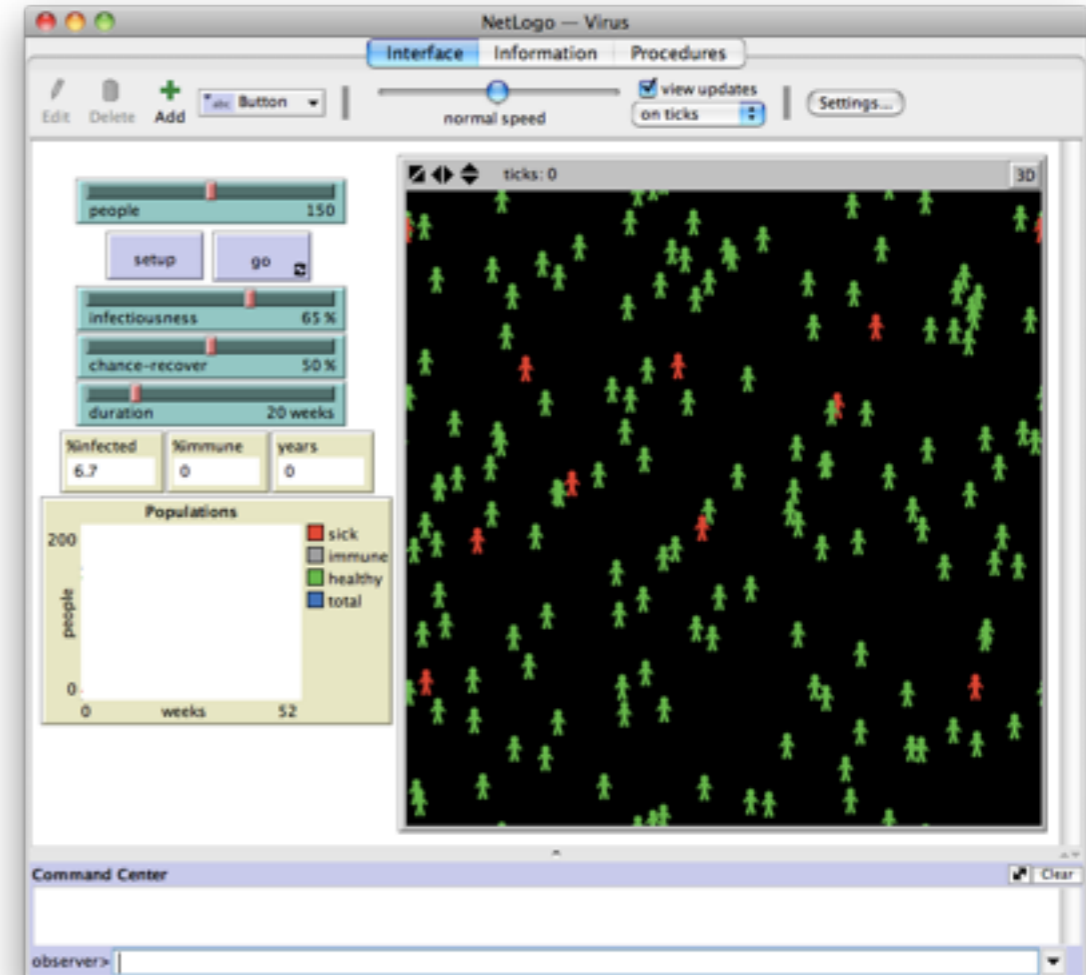 NetLogo — Virus
Interface Information Procedures
Edit Delete Add abc Button normal speed view updates on ticks Settings...
ticks: 0 3D
people 150
setup go
infectiousness 65 %
chance-recover 50 %
duration 20 weeks
%infected %immune years
6.7 0 0
Populations
200
people
0
0 weeks 52
sick
immune
healthy
total
Command Center Clear
observer>